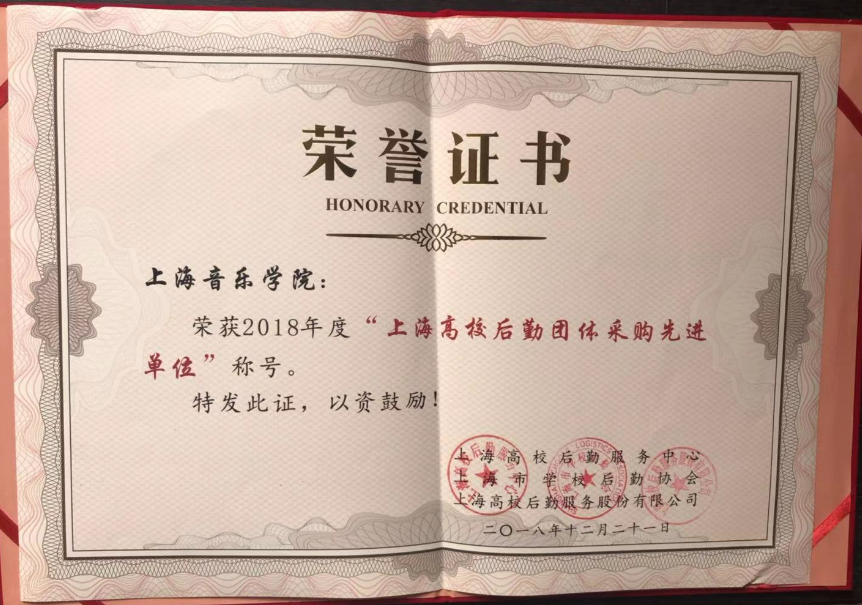 荣誉证书
HONORARY CREDENTIAL
上海音乐学院：
荣获2018年度“上海高校后勤团体采购先进
单位”称号。
特发此证，以资鼓励！
上海高校后勤服务中心
上海市学校后勤协会
上海高校后勤服务股份有限公司
二〇一八年十二月二十一日